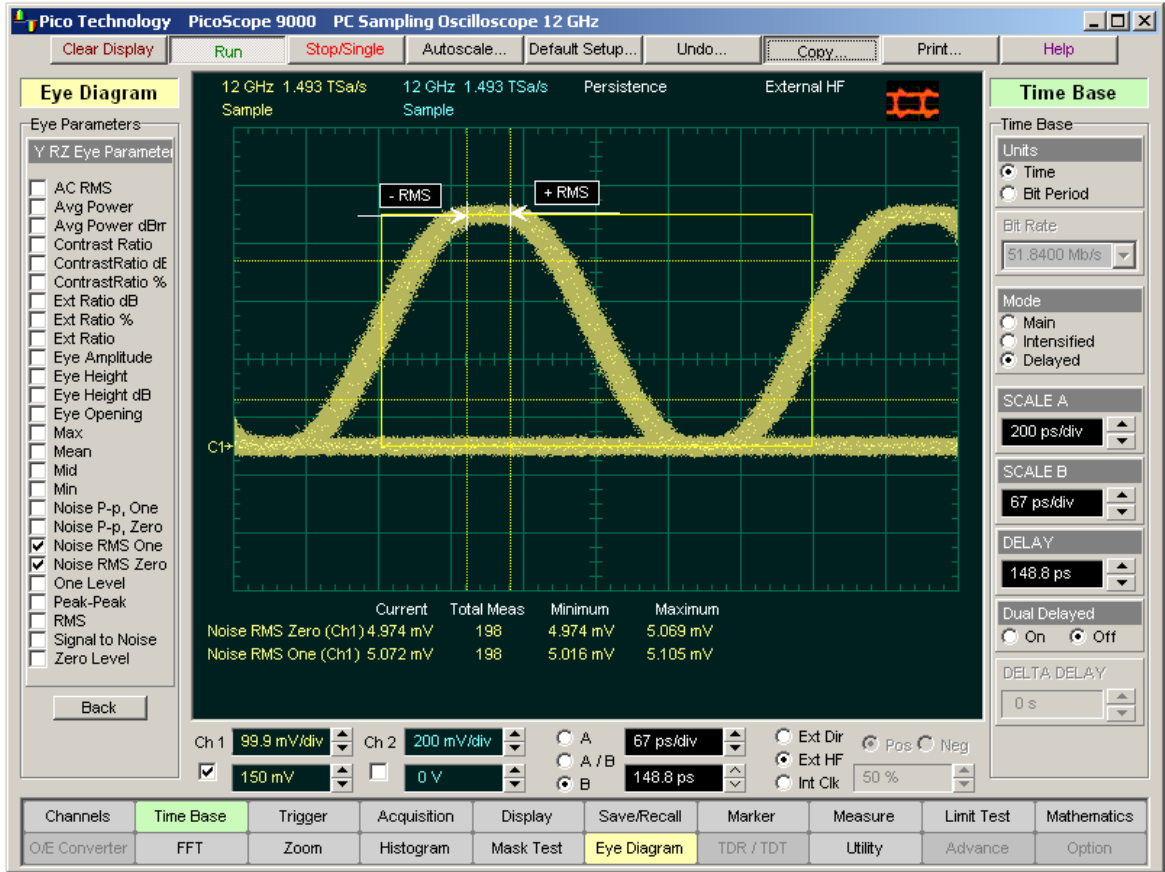 Pico Technology PicoScope 9000 PC Sampling Oscilloscope 12 GHz
Clear Display Run Stop/Single Autoscale... Default Setup... Undo... Copy... Print... Help
Eye Diagram
Eye Parameters
Y RZ Eye Parameter
AC RMS
Avg Power
Avg Power dBm
Contrast Ratio
ContrastRatio dE
ContrastRatio %
Ext Ratio dB
Ext Ratio %
Ext Ratio
Eye Amplitude
Eye Height
Eye Height dB
Eye Opening
Max
Mean
Mid
Min
Noise P-p, One
Noise P-p, Zero
Noise RMS One
Noise RMS Zero
One Level
Peak-Peak
RMS
Signal to Noise
Zero Level
Back
12 GHz 1.493 TSa/s 12 GHz 1.493 TSa/s Persistence External HF
Sample Sample
- RMS + RMS
C1
Current Total Meas Minimum Maximum
Noise RMS Zero (Ch1) 4.974 mV 198 4.974 mV 5.069 mV
Noise RMS One (Ch1) 5.072 mV 198 5.016 mV 5.105 mV
Time Base
Time Base
Units
Time
Bit Period
Bit Rate
51.8400 Mb/s
Mode
Main
Intensified
Delayed
SCALE A
200 ps/div
SCALE B
67 ps/div
DELAY
148.8 ps
Dual Delayed
On Off
DELTA DELAY
0 s
Ch 1 99.9 mV/div Ch 2 200 mV/div A 67 ps/div Ext Dir Pos Neg
A / B Ext HF
150 mV 0 V B 148.8 ps Int Clk 50 %
Channels Time Base Trigger Acquisition Display Save/Recall Marker Measure Limit Test Mathematics
O/E Converter FFT Zoom Histogram Mask Test Eye Diagram TDR / TDT Utility Advance Option